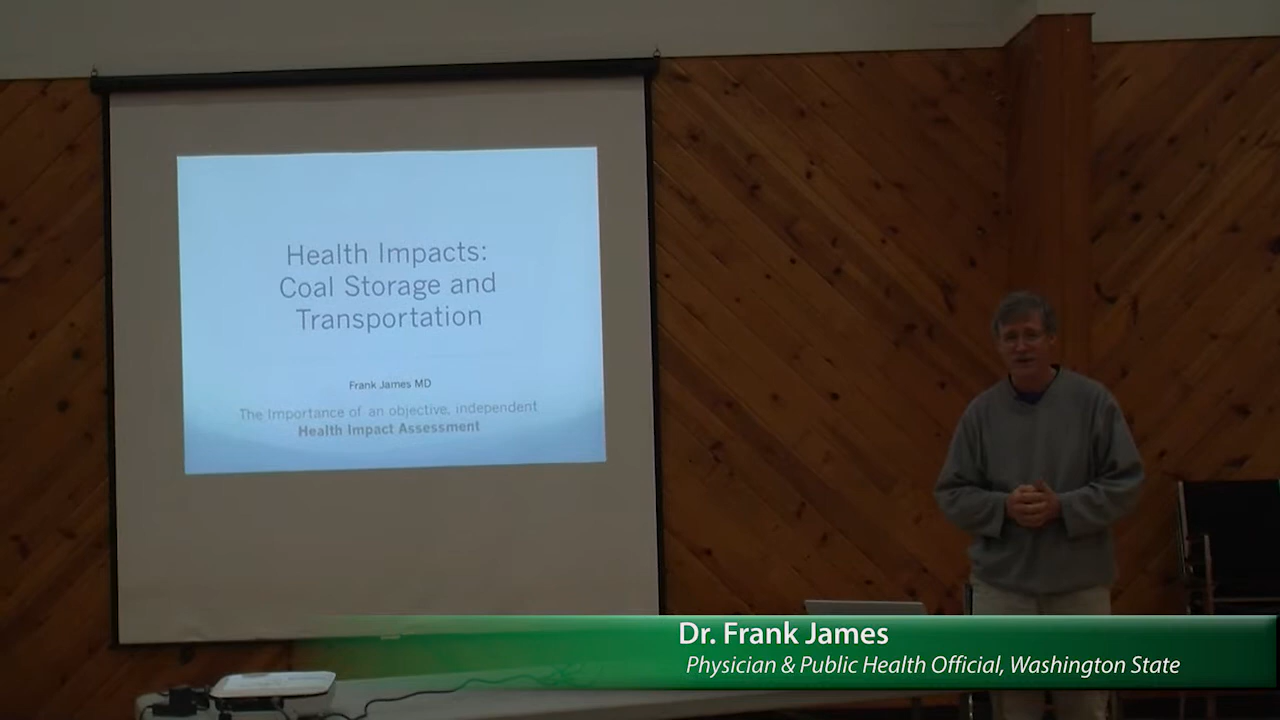 Health Impacts:
Coal Storage and
Transportation
Frank James MD
The Importance of an objective, independent
Health Impact Assessment
Dr. Frank James
Physician & Public Health Official, Washington State